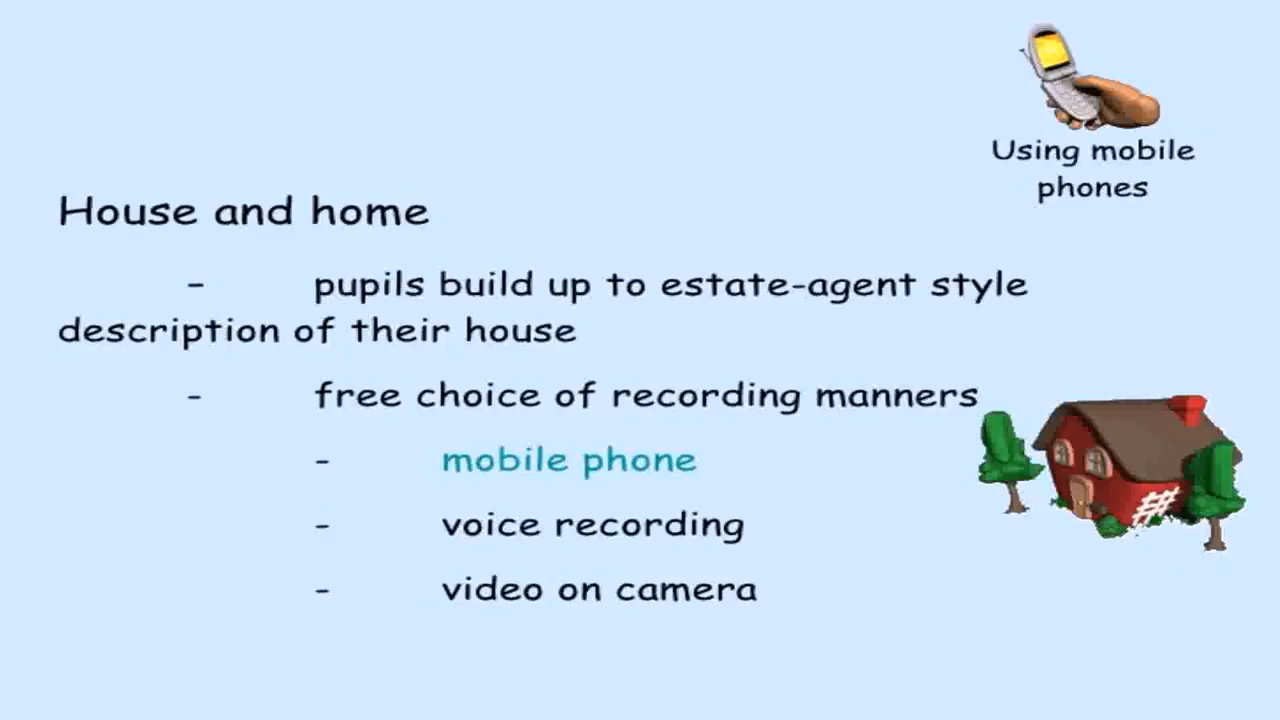 Using mobile
phones
House and home
- pupils build up to estate-agent style
description of their house
- free choice of recording manners
- mobile phone
- voice recording
- video on camera